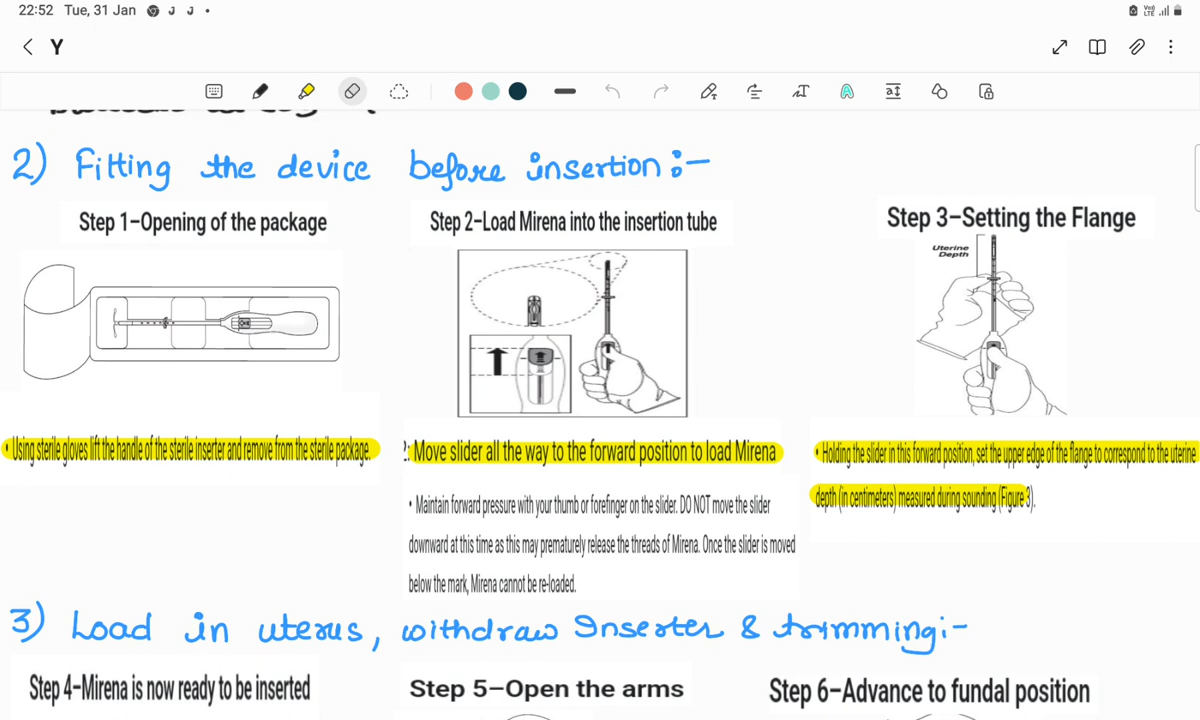 22:52 Tue, 31 Jan
Y
2) Fitting the device before insertion :-
Step 1-Opening of the package
Step 2-Load Mirena into the insertion tube
Step 3-Setting the Flange
Uterine
Depth
• Using sterile gloves lift the handle of the sterile inserter and remove from the sterile package.
Move slider all the way to the forward position to load Mirena
• Maintain forward pressure with your thumb or forefinger on the slider. DO NOT move the slider
downward at this time as this may prematurely release the threads of Mirena. Once the slider is moved
below the mark, Mirena cannot be re-loaded.
• Holding the slider in this forward position, set the upper edge of the flange to correspond to the uterine
depth (in centimeters) measured during sounding (Figure 3).
3) Load in uterus, withdraw Inserter & trimming:-
Step 4-Mirena is now ready to be inserted
Step 5-Open the arms
Step 6-Advance to fundal position